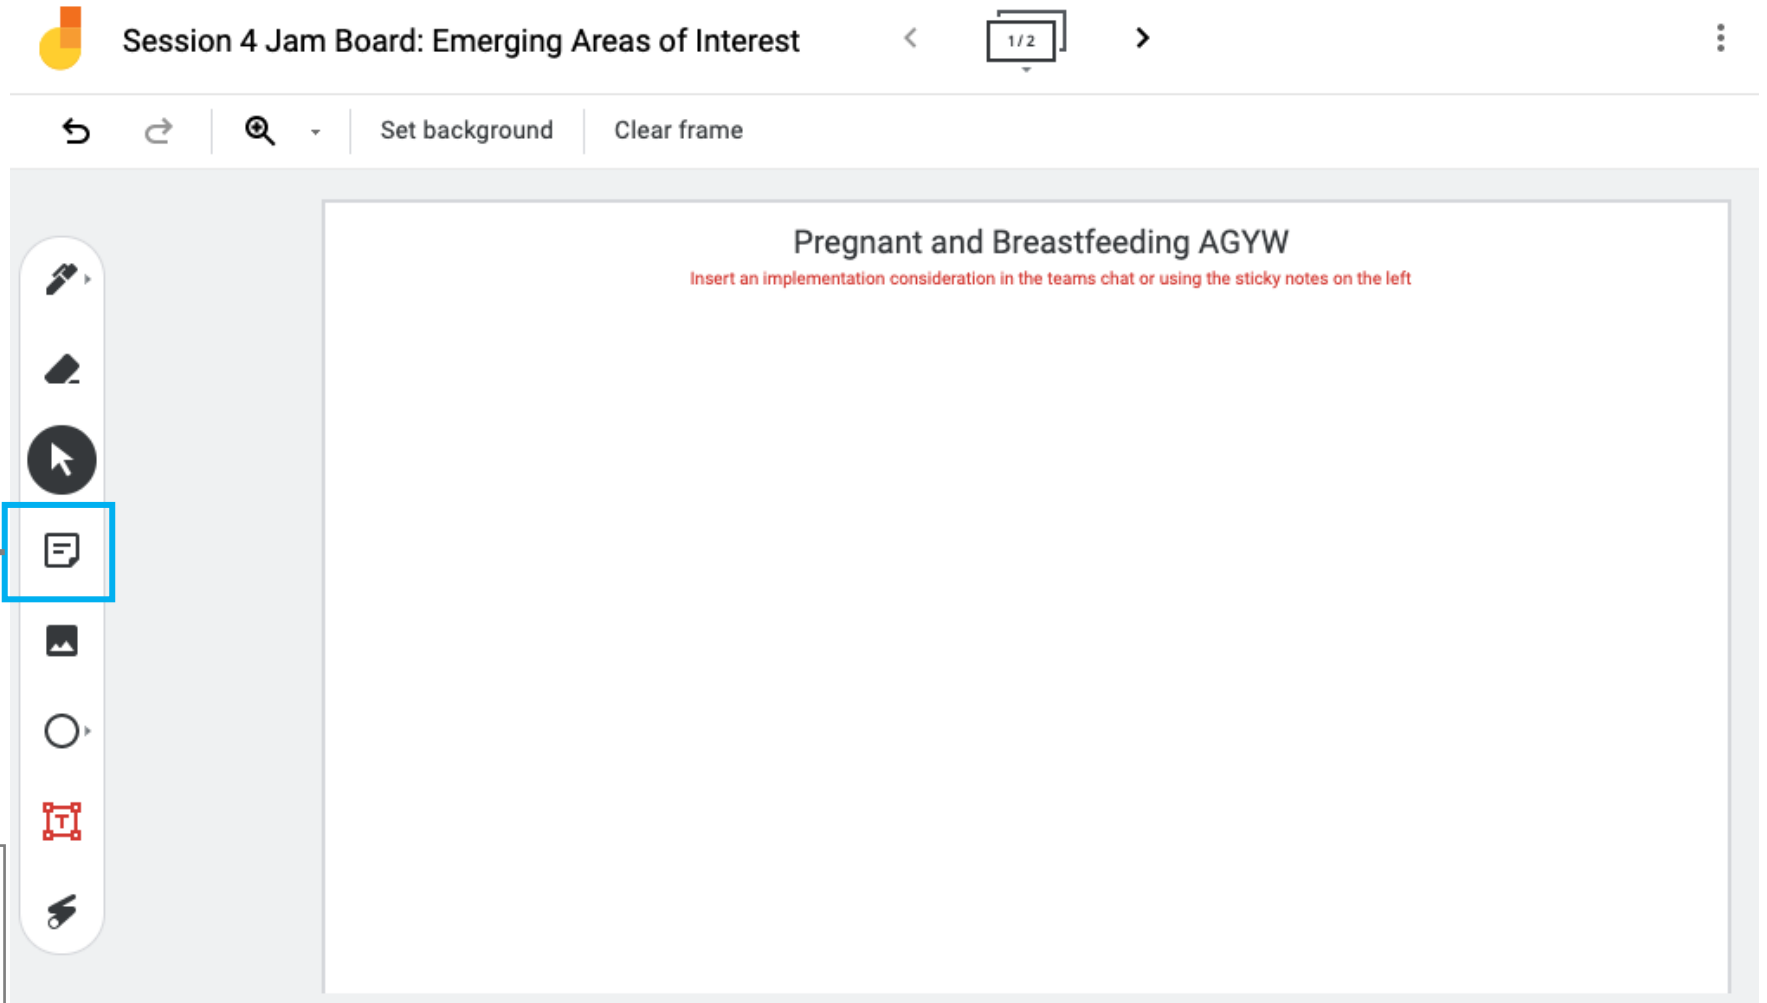 Session 4 Jam Board: Emerging Areas of Interest
1/2
Set background
Clear frame
Pregnant and Breastfeeding AGYW
Insert an implementation consideration in the teams chat or using the sticky notes on the left
T